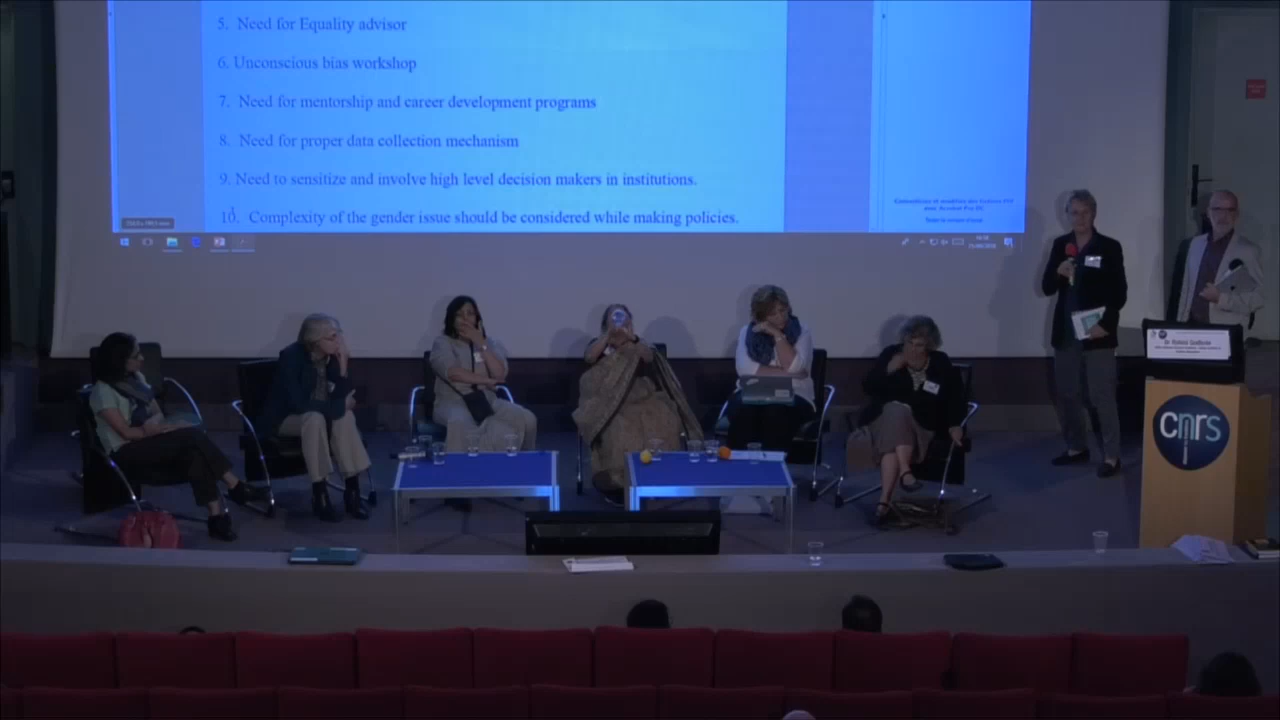 5. Need for Equality advisor
6. Unconscious bias workshop
7. Need for mentorship and career development programs
8. Need for proper data collection mechanism
9. Need to sensitize and involve high level decision makers in institutions.
10. Complexity of the gender issue should be considered while making policies.
cnrs